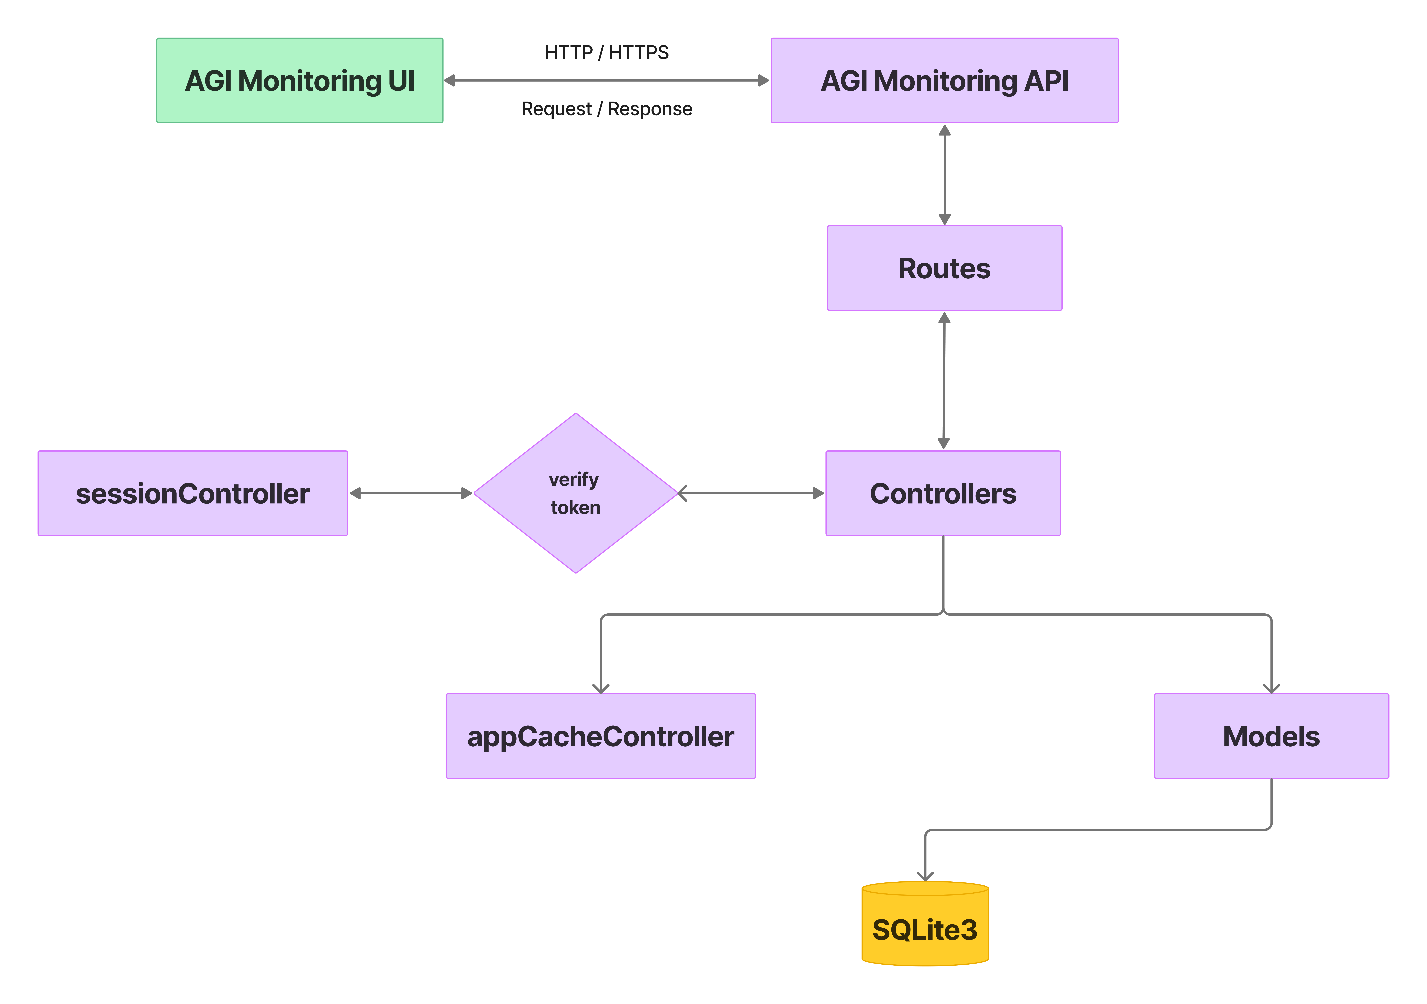 AGI Monitoring UI
HTTP / HTTPS
Request / Response
AGI Monitoring API
Routes
sessionController
verify
token
Controllers
appCacheController
Models
SQLite3